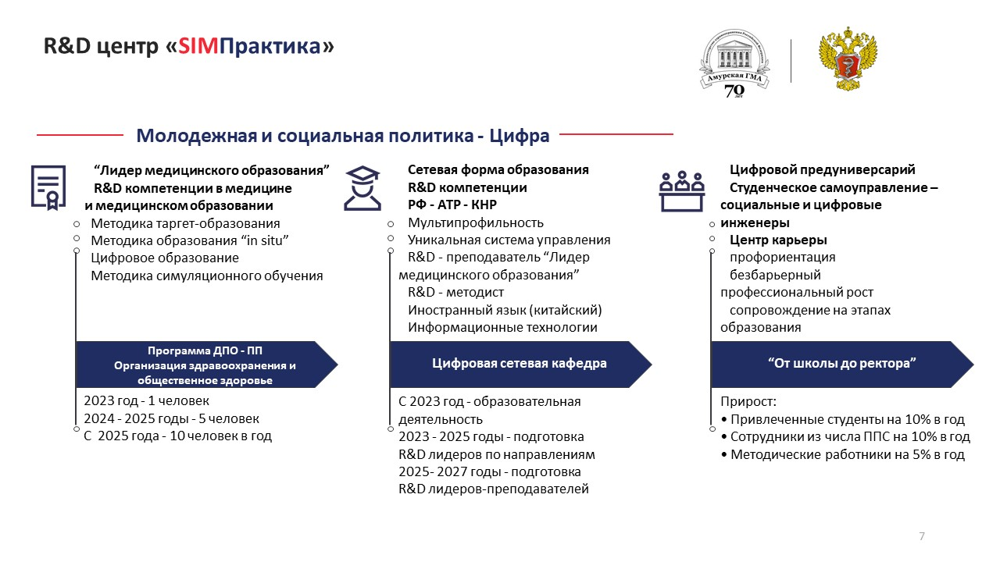 R&D центр «SIMПрактика»
Министерство здравоохранения Российской Федерации
Амурская ГМА
70
лет
Молодежная и социальная политика - Цифра
“Лидер медицинского образования”
R&D компетенции в медицине
и медицинском образовании
Методика таргет-образования
Методика образования “in situ”
Цифровое образование
Методика симуляционного обучения
Программа ДПО - ПП
Организация здравоохранения и
общественное здоровье
2023 год - 1 человек
2024 - 2025 годы - 5 человек
С 2025 года - 10 человек в год
Сетевая форма образования
R&D компетенции
РФ - АТР - КНР
Мультипрофильность
Уникальная система управления
R&D - преподаватель “Лидер
медицинского образования”
R&D - методист
Иностранный язык (китайский)
Информационные технологии
Цифровая сетевая кафедра
С 2023 год - образовательная
деятельность
2023 - 2025 годы - подготовка
R&D лидеров по направлениям
2025- 2027 годы - подготовка
R&D лидеров-преподавателей
Цифровой предуниверсарий
Студенческое самоуправление –
социальные и цифровые
инженеры
Центр карьеры
профориентация
безбарьерный
профессиональный рост
сопровождение на этапах
образования
“От школы до ректора”
Прирост:
• Привлеченные студенты на 10% в год
• Сотрудники из числа ППС на 10% в год
• Методические работники на 5% в год
7